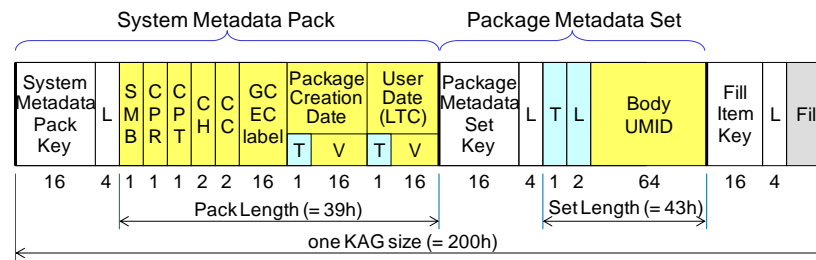 System Metadata Pack
Package Metadata Set
System
Metadata
Pack
Key
L
S
M
B
C
P
R
C
P
T
C
H
C
C
GC
EC
label
Package
Creation
Date
T
V
User
Date
(LTC)
T
V
Package
Metadata
Set
Key
L
T
L
Body
UMID
Fill
Item
Key
L
Fil
16 4 1 1 1 2 2 16 1 16 1 16 16 4 1 2 64 16 4
Pack Length (= 39h)
Set Length (= 43h)
one KAG size (= 200h)